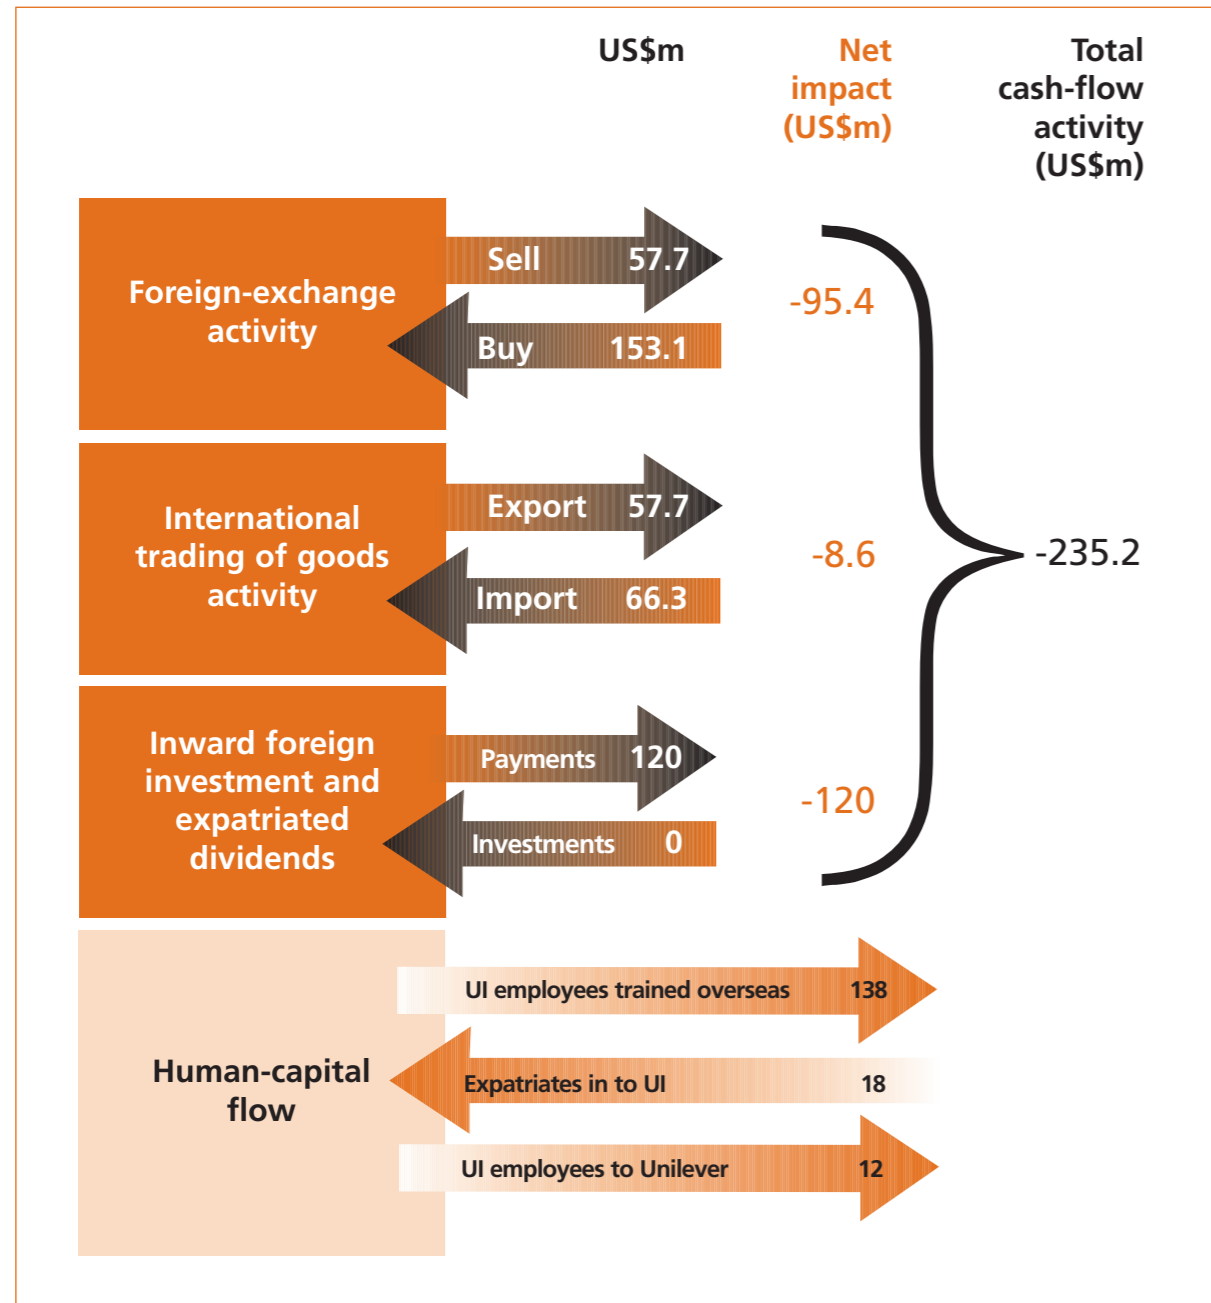 US$m
Net
impact
(US$m)
Total
cash-flow
activity
(US$m)
Foreign-exchange
activity
Sell 57.7
Buy 153.1
-95.4
International
trading of goods
activity
Export 57.7
Import 66.3
-8.6
-235.2
Inward foreign
investment and
expatriated
dividends
Payments 120
Investments 0
-120
Human-capital
flow
UI employees trained overseas 138
Expatriates in to UI 18
UI employees to Unilever 12